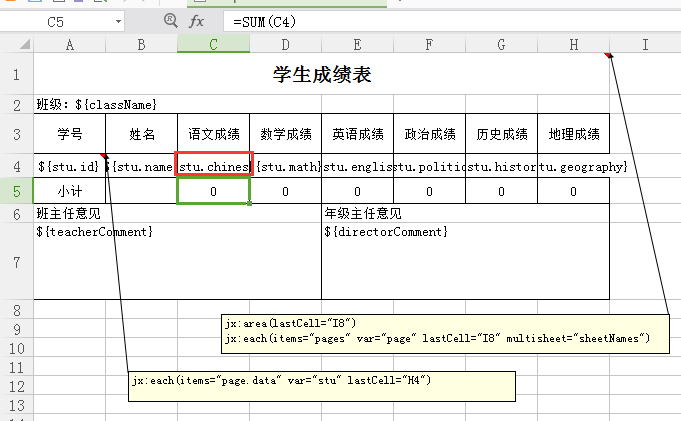 C5
fx
=SUM(C4)
A B C D E F G H I
1 学生成绩表
2 班级：${className}
3 学号 姓名 语文成绩 数学成绩 英语成绩 政治成绩 历史成绩 地理成绩
4 ${stu.id} ${stu.name stu.chines {stu.math} stu.englis stu.politic stu.histor tu.geography}
5 小计 0 0 0 0 0 0
6 班主任意见 年级主任意见
7 ${teacherComment} ${directorComment}
8
9
10
11
12
13
jx:area(lastCell="I8")
jx:each(items="pages" var="page" lastCell="I8" multisheet="sheetNames")
jx:each(items="page.data" var="stu" lastCell="H4")